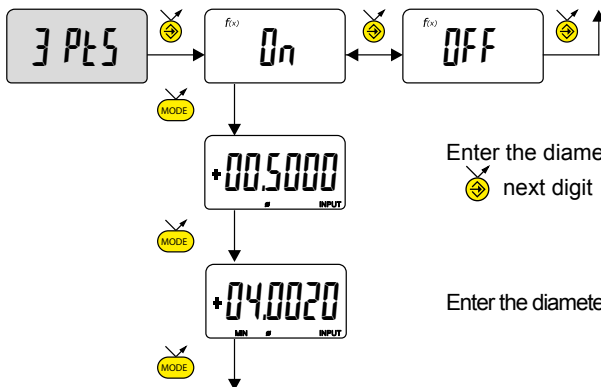 3 PtS
f(x)
On
f(x)
OFF
MODE
+00.5000
ø INPUT
Enter the diame
next digit
MODE
+04.0020
MIN ø INPUT
Enter the diamete
MODE